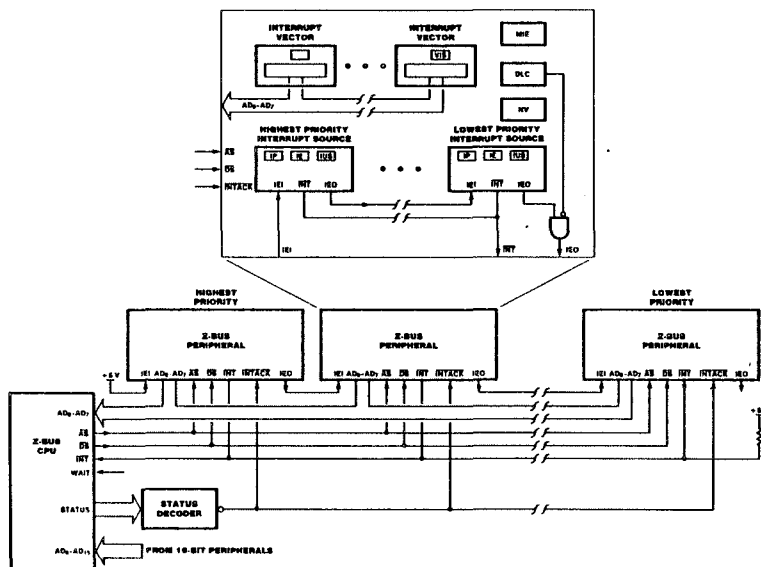 INTERRUPT VECTOR
INTERRUPT VECTOR
MIE
VIS
DLC
NV
AD0-AD7
HIGHEST PRIORITY INTERRUPT SOURCE
LOWEST PRIORITY INTERRUPT SOURCE
IP IE IUS
IP IE IUS
AS
DS
INTACK
IEI INT IEO
IEI INT IEO
IEI
INT
IEO
HIGHEST PRIORITY
LOWEST PRIORITY
Z-BUS PERIPHERAL
Z-BUS PERIPHERAL
Z-BUS PERIPHERAL
+5V
IEI AD0-AD7 AS DS INT INTACK IEO
IEI AD0-AD7 AS DS INT INTACK IEO
IEI AD0-AD7 AS DS INT INTACK IEO
Z-BUS CPU
AD0-AD7
AS
DS
INT
WAIT
STATUS
STATUS DECODER
AD8-AD15
FROM 16-BIT PERIPHERALS